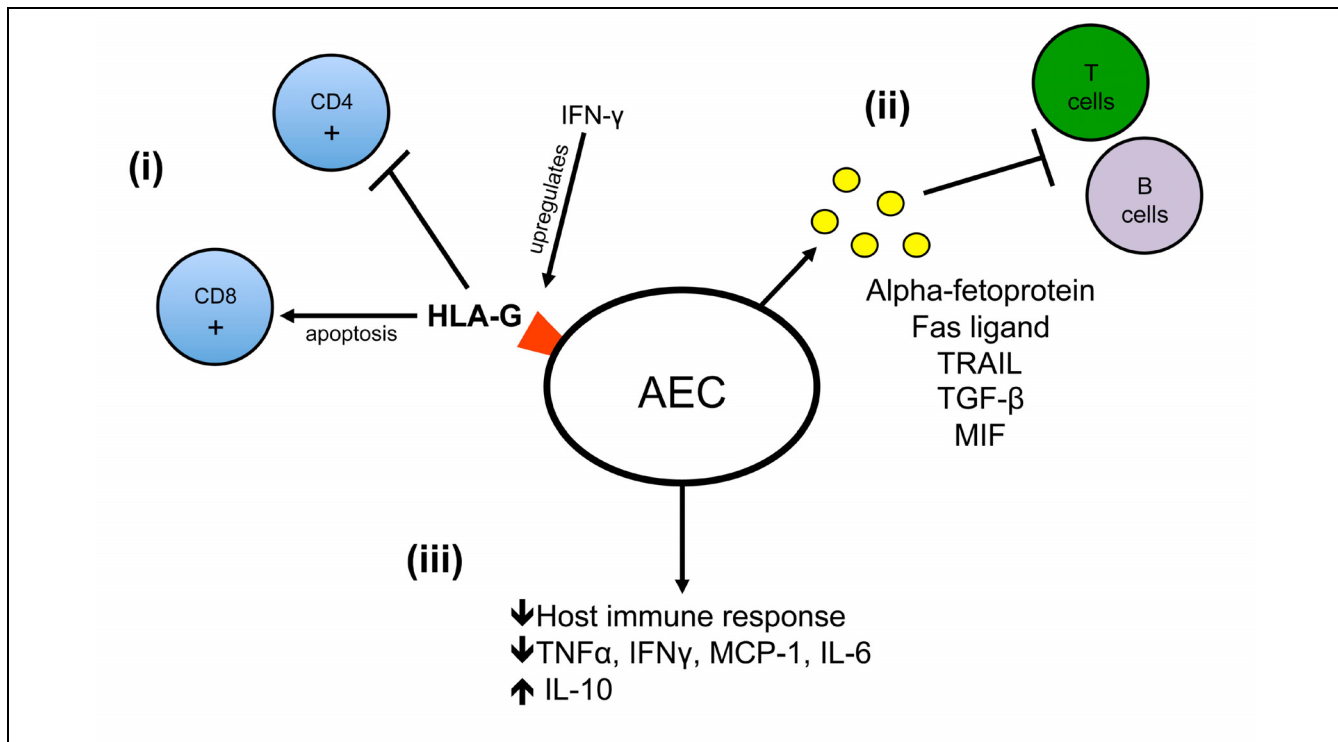 (i)
CD4
+
CD8
+
apoptosis
HLA-G
IFN-γ
upregulates
AEC
(ii)
T
cells
B
cells
Alpha-fetoprotein
Fas ligand
TRAIL
TGF-β
MIF
(iii)
↓Host immune response
↓TNFα, IFNγ, MCP-1, IL-6
↑ IL-10